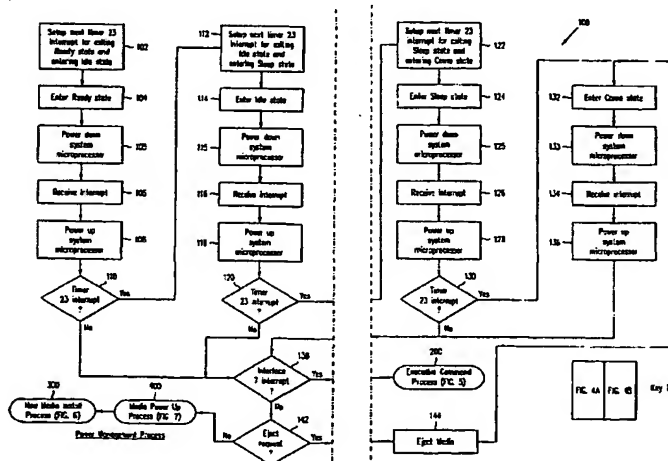 Setup next timer 23
interrupt for exiting
Ready state and
entering Idle state
102
Enter Ready state
104
Power down
system
microprocessor
105
Receive interrupt
106
Power up
system
microprocessor
108
Timer
23 interrupt
?
110
Yes
No
112
Setup next timer 23
interrupt for exiting
Idle state and
entering Sleep state
114
Enter Idle state
Power down
system
microprocessor
115
Receive interrupt
116
Power up
system
microprocessor
118
Timer
23 interrupt
?
120
Yes
No
Setup next timer 23
interrupt for exiting
Sleep state
and entering Coma state
122
Enter Sleep state
124
Power down
system
microprocessor
125
Receive interrupt
126
Power up
system
microprocessor
128
Timer
23 interrupt
?
130
Yes
No
100
132
Enter Coma state
Power down
system
microprocessor
133
134
Receive interrupt
Power up
system
microprocessor
136
Interface
7 interrupt
?
138
Yes
No
200
Executive Command
Process (FIG. 5)
300
New Media install
Process (FIG. 6)
400
Media Power Up
Process (FIG 7)
Eject
request
?
142
No
Yes
144
Eject Media
Power Management Process
FIG. 4A
FIG. 4B